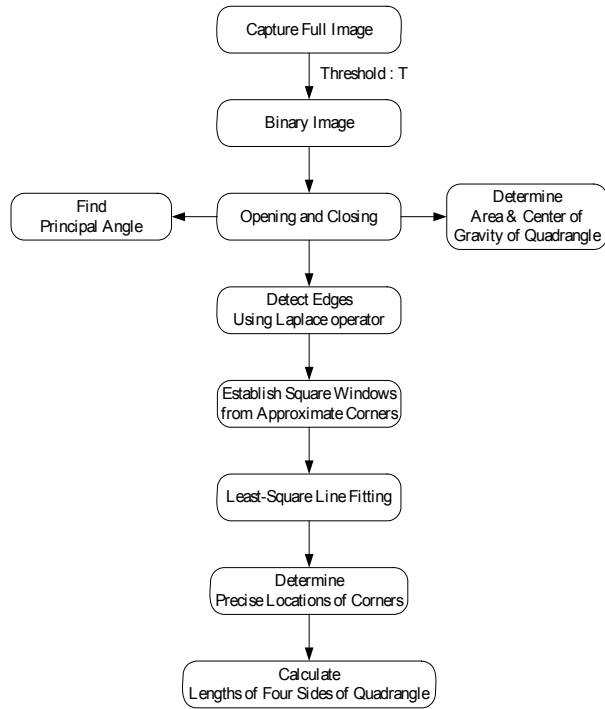 Capture Full Image
Threshold : T
Binary Image
Find
Principal Angle
Opening and Closing
Determine
Area & Center of
Gravity of Quadrangle
Detect Edges
Using Laplace operator
Establish Square Windows
from Approximate Corners
Least-Square Line Fitting
Determine
Precise Locations of Corners
Calculate
Lengths of Four Sides of Quadrangle